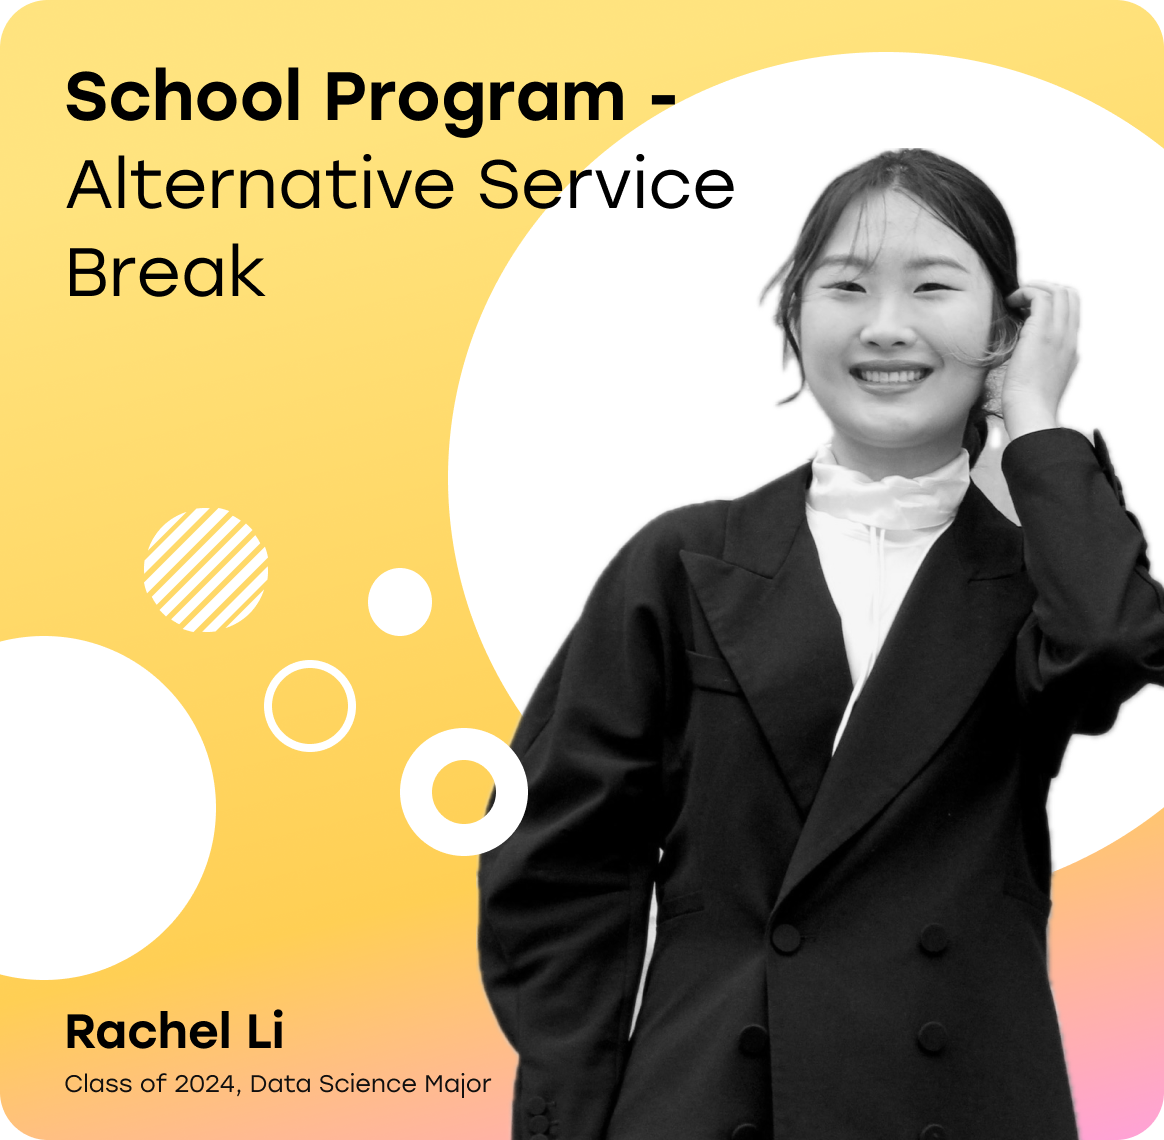 School Program -
Alternative Service
Break
Rachel Li
Class of 2024, Data Science Major